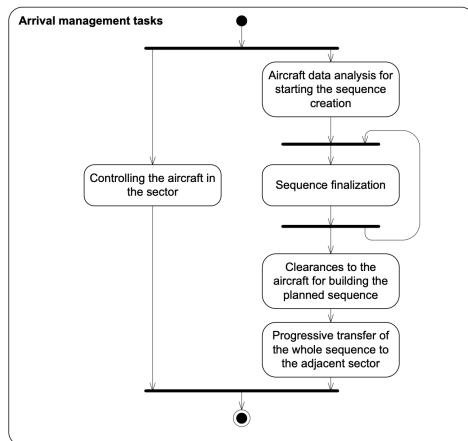 Arrival management tasks
Aircraft data analysis for
starting the sequence
creation
Controlling the aircraft in
the sector
Sequence finalization
Clearances to the
aircraft for building the
planned sequence
Progressive transfer of
the whole sequence to
the adjacent sector